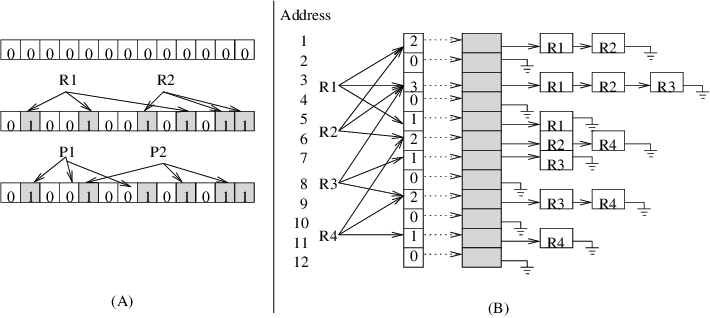 0 0 0 0 0 0 0 0 0 0 0 0 0
R1 R2
0 1 0 0 1 0 0 1 0 1 0 1 1
P1 P2
0 1 0 0 1 0 0 1 0 1 0 1 1
(A)
Address
1 2 R1 R2
2 0
3 R1 3 R1 R2 R3
4 0
5 1 R1
6 R2 2 R2 R4
7 1 R3
8 R3 0
9 2 R3 R4
10 0
11 R4 1 R4
12 0
(B)